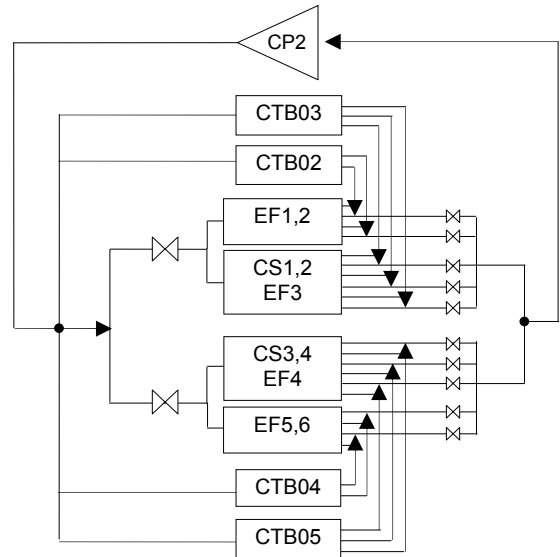 CP2
CTB03
CTB02
EF1,2
CS1,2
EF3
CS3,4
EF4
EF5,6
CTB04
CTB05